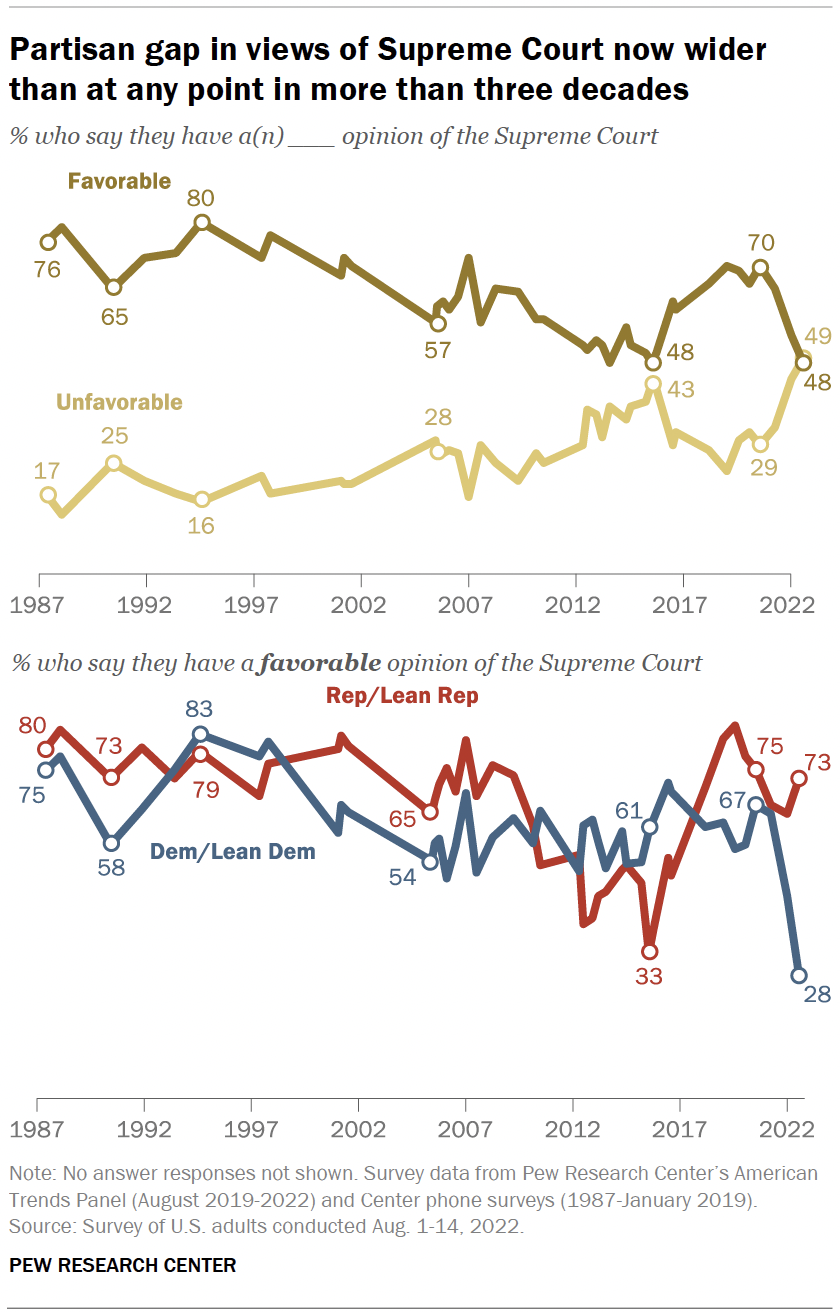 Partisan gap in views of Supreme Court now wider
than at any point in more than three decades
% who say they have a(n) ____ opinion of the Supreme Court
Favorable
80
76
65
70
57
48
49
48
Unfavorable
43
28
25
17
16
29
1987 1992 1997 2002 2007 2012 2017 2022
% who say they have a favorable opinion of the Supreme Court
Rep/Lean Rep
83
80
73
79
75
75
73
65
61
67
Dem/Lean Dem
58
54
33
28
1987 1992 1997 2002 2007 2012 2017 2022
Note: No answer responses not shown. Survey data from Pew Research Center's American
Trends Panel (August 2019-2022) and Center phone surveys (1987-January 2019).
Source: Survey of U.S. adults conducted Aug. 1-14, 2022.
PEW RESEARCH CENTER